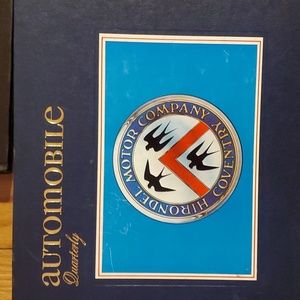 AUTOMOBILE
Quarterly
HIRONDEL MOTOR COMPANY COVENTRY